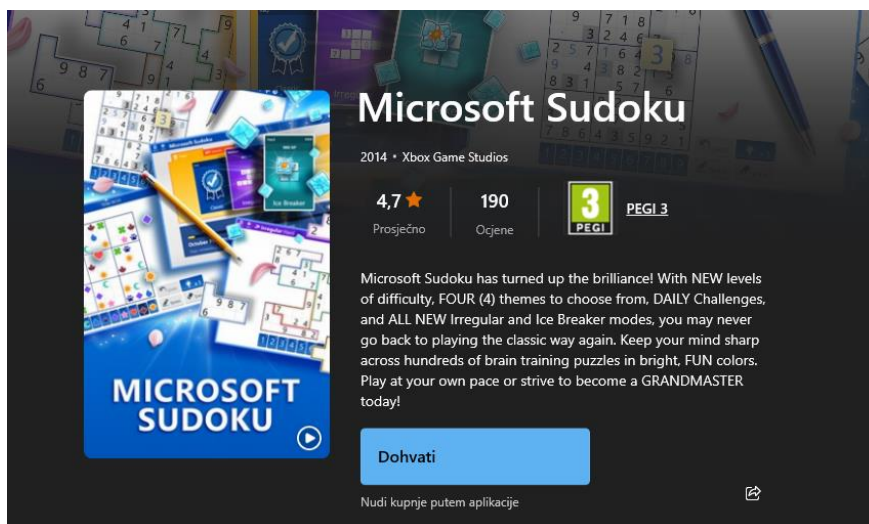 Microsoft Sudoku
2014 • Xbox Game Studios
4,7
190
3
PEGI
PEGI 3
Prosječno
Ocjene
Microsoft Sudoku has turned up the brilliance! With NEW levels
of difficulty, FOUR (4) themes to choose from, DAILY Challenges,
and ALL NEW Irregular and Ice Breaker modes, you may never
go back to playing the classic way again. Keep your mind sharp
across hundreds of brain training puzzles in bright, FUN colors.
Play at your own pace or strive to become a GRANDMASTER
today!
MICROSOFT
SUDOKU
Ice Breaker
Dohvati
Nudi kupnje putem aplikacije